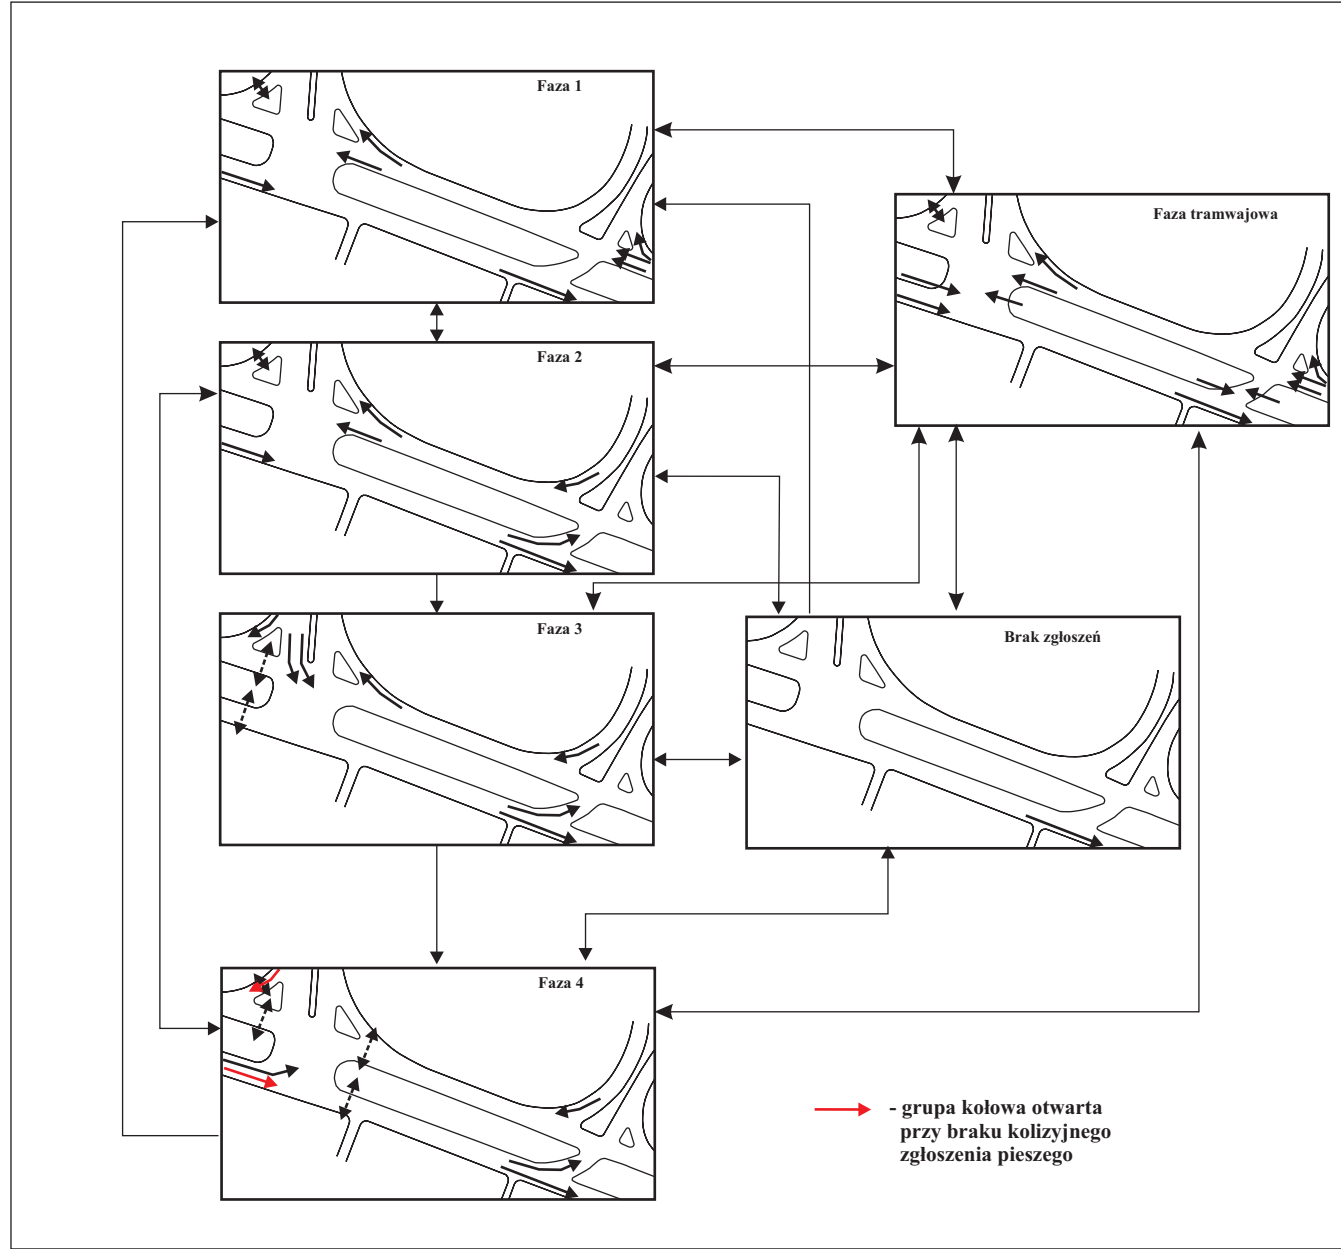 Faza 1
Faza tramwajowa
Faza 2
Faza 3
Brak zgłoszeń
Faza 4
- grupa kołowa otwarta
przy braku kolizyjnego
zgłoszenia pieszego